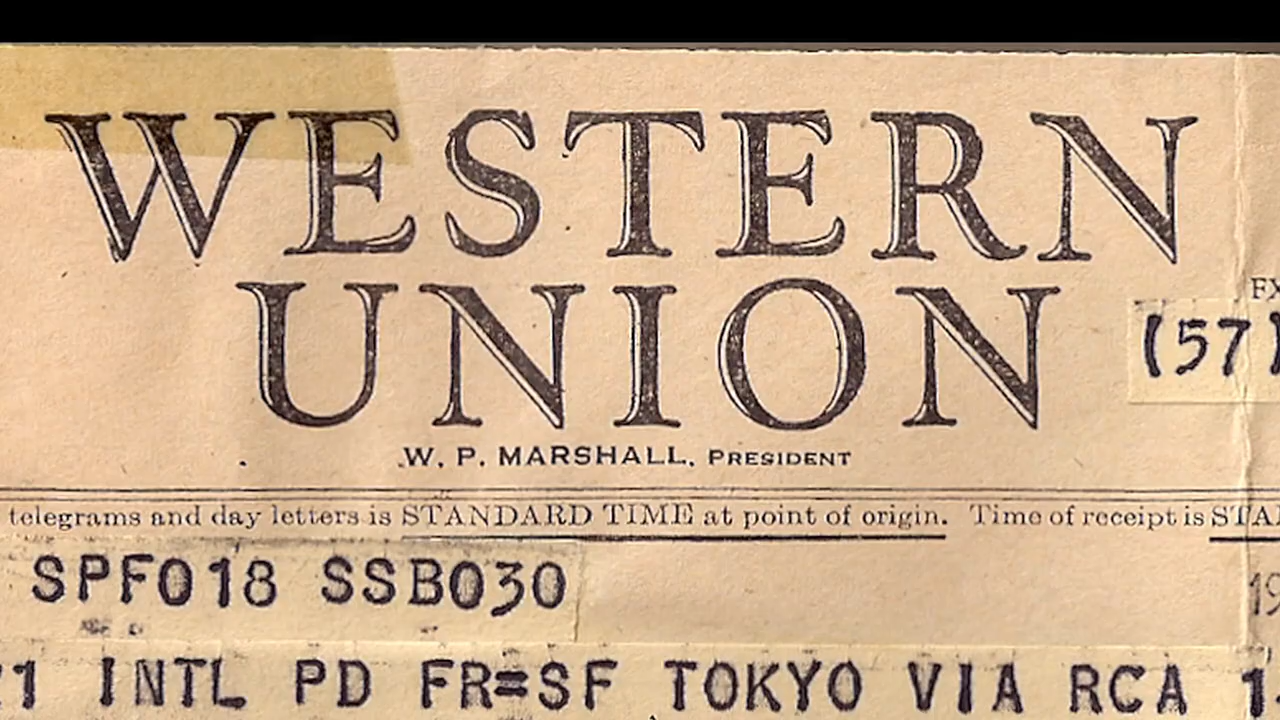 WESTERN
UNION
(57)
W. P. MARSHALL, PRESIDENT
telegrams and day letters is STANDARD TIME at point of origin. Time of receipt is
SPF018 SSB030
INTL PD FR=SF TOKYO VIA RCA